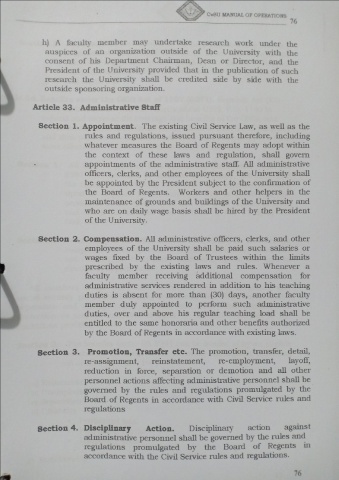 CvSU MANUAL OF OPERATIONS
76
h) A faculty member may undertake research work under the
auspices of an organization outside of the University with the
consent of his Department Chairman, Dean or Director, and the
President of the University provided that in the publication of such
research the University shall be credited side by side with the
outside sponsoring organization.
Article 33. Administrative Staff
Section 1. Appointment. The existing Civil Service Law, as well as the
rules and regulations, issued pursuant therefore, including
whatever measures the Board of Regents may adopt within
the context of these laws and regulation, shall govern
appointments of the administrative staff. All administrative
officers, clerks, and other employees of the University shall
be appointed by the President subject to the confirmation of
the Board of Regents. Workers and other helpers in the
maintenance of grounds and buildings of the University and
who are on daily wage basis shall be hired by the President
of the University.
Section 2. Compensation. All administrative officers, clerks, and other
employees of the University shall be paid such salaries or
wages fixed by the Board of Trustees within the limits
prescribed by the existing laws and rules. Whenever a
faculty member receiving additional compensation for
administrative services rendered in addition to his teaching
duties is absent for more than (30) days, another faculty
member duly appointed to perform such administrative
duties, over and above his regular teaching load shall be
entitled to the same honoraria and other benefits authorized
by the Board of Regents in accordance with existing laws.
Section 3. Promotion, Transfer etc. The promotion, transfer, detail,
re-assignment, reinstatement, re-employment, layoff,
reduction in force, separation or demotion and all other
personnel actions affecting administrative personnel shall be
governed by the rules and regulations promulgated by the
Board of Regents in accordance with Civil Service rules and
regulations
Section 4. Disciplinary Action. Disciplinary action against
administrative personnel shall be governed by the rules and
regulations promulgated by the Board of Regents in
accordance with the Civil Service rules and regulations.
76